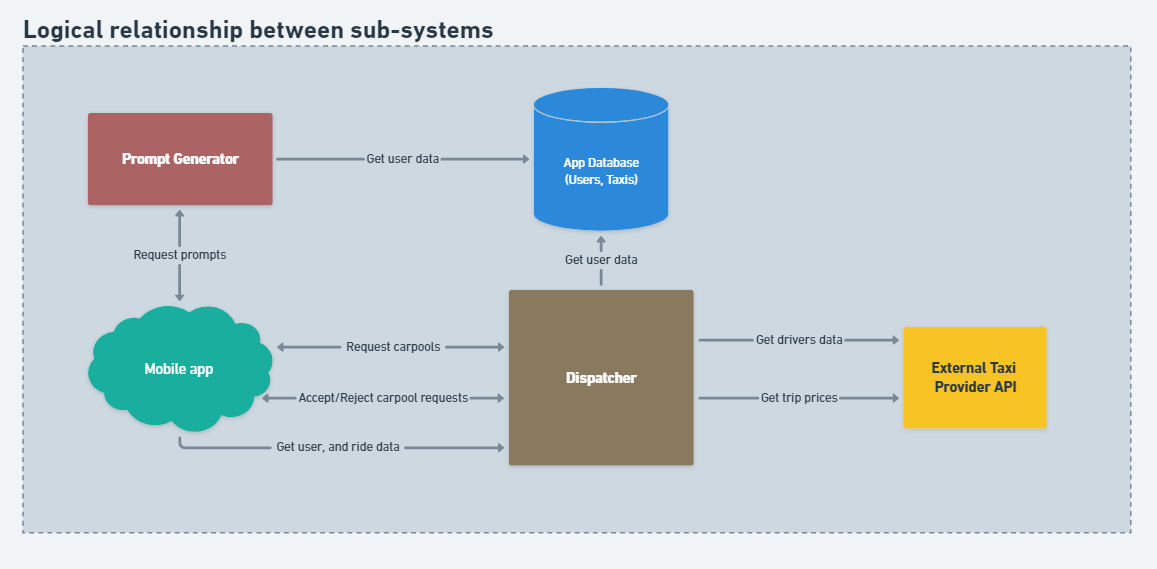 Logical relationship between sub-systems
Prompt Generator
Get user data
App Database
(Users, Taxis)
Request prompts
Get user data
Mobile app
Request carpools
Accept/Reject carpool requests
Get user, and ride data
Dispatcher
Get drivers data
Get trip prices
External Taxi
Provider API